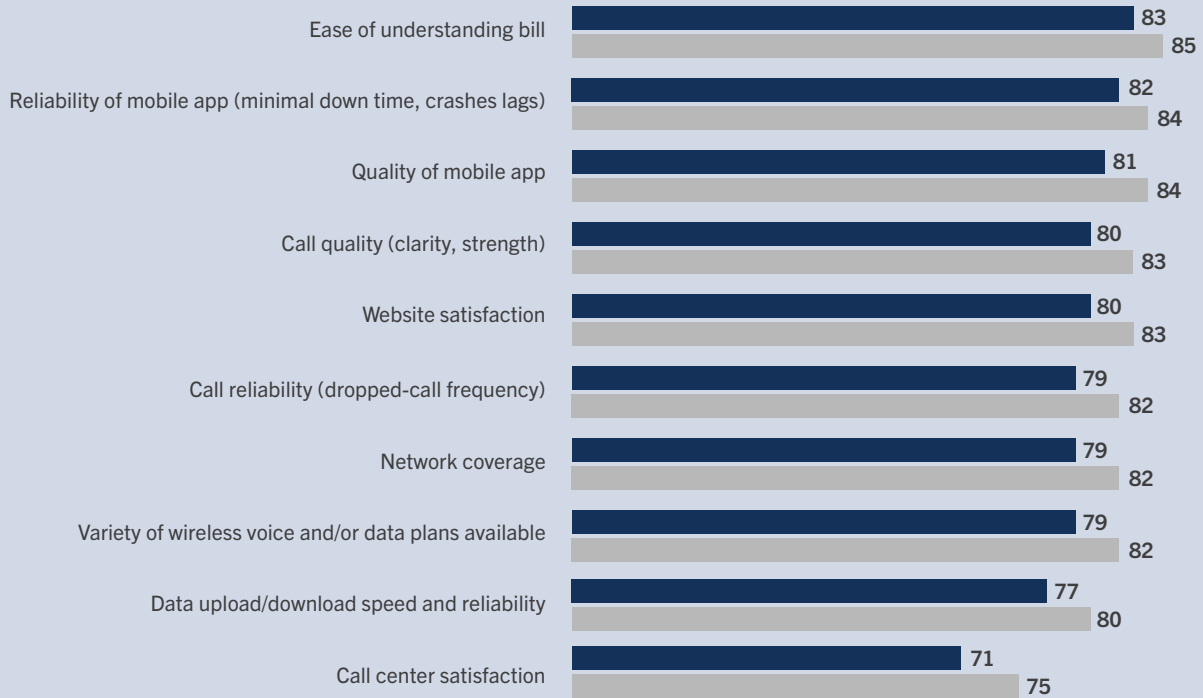 Ease of understanding bill
83
85
Reliability of mobile app (minimal down time, crashes lags)
82
84
Quality of mobile app
81
84
Call quality (clarity, strength)
80
83
Website satisfaction
80
83
Call reliability (dropped-call frequency)
79
82
Network coverage
79
82
Variety of wireless voice and/or data plans available
79
82
Data upload/download speed and reliability
77
80
Call center satisfaction
71
75